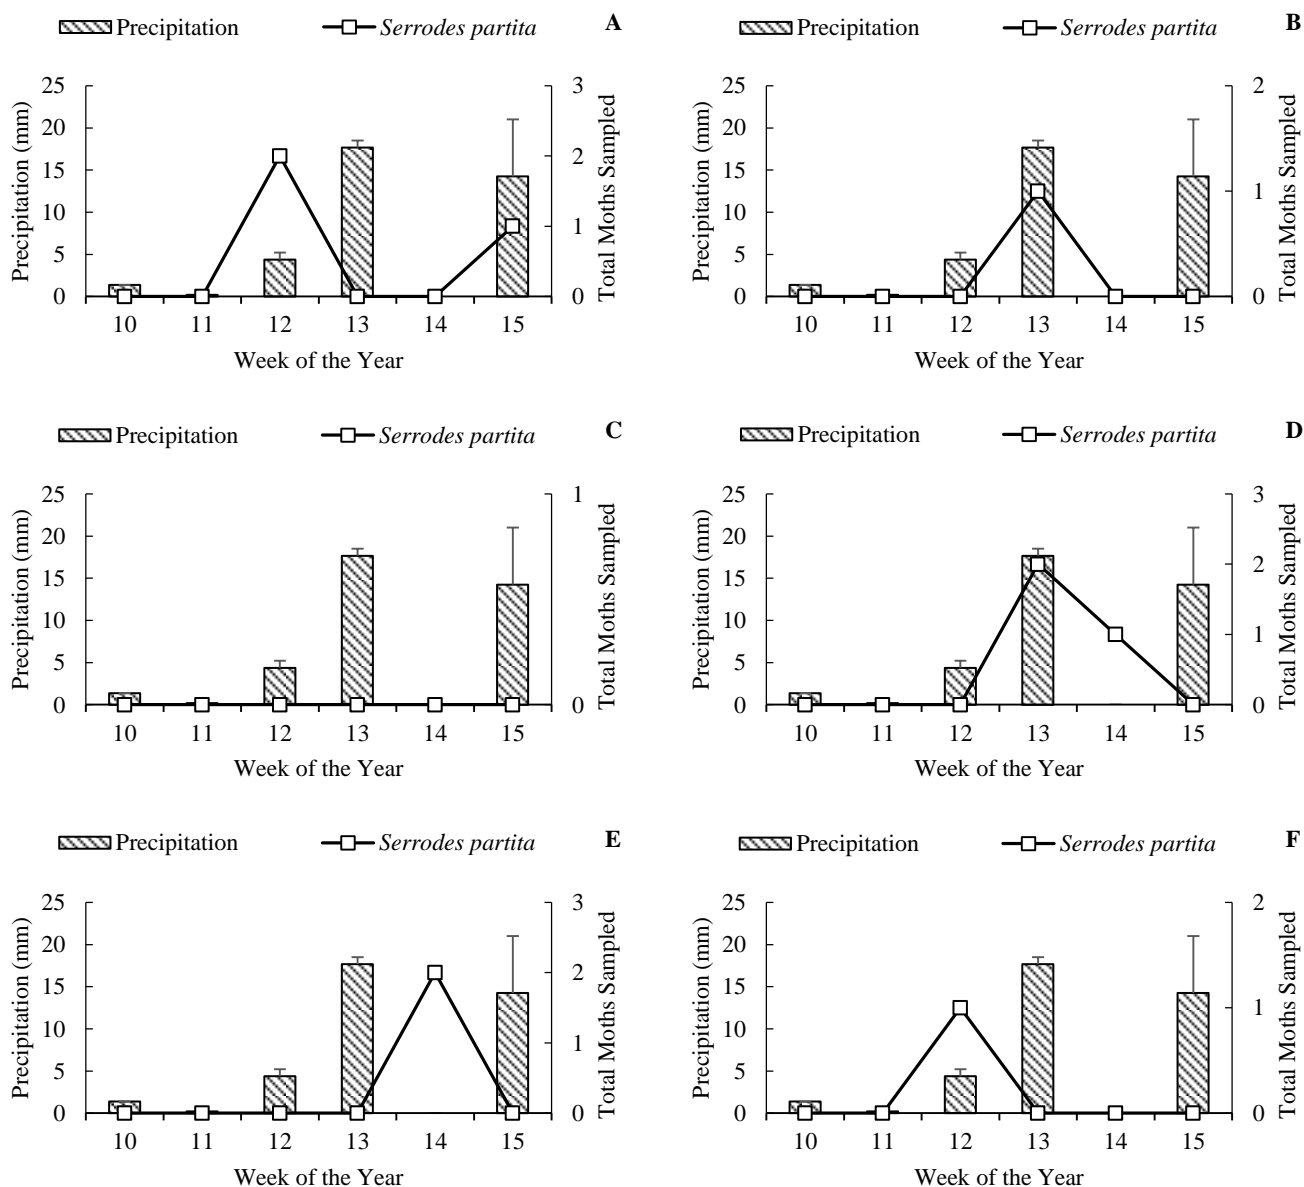 Precipitation Serrodes partita A
25
20
15
10
5
0
3
2
1
0
Precipitation (mm)
Total Moths Sampled
10 11 12 13 14 15
Week of the Year
Precipitation Serrodes partita B
25
20
15
10
5
0
2
1
0
Precipitation (mm)
Total Moths Sampled
10 11 12 13 14 15
Week of the Year
Precipitation Serrodes partita C
25
20
15
10
5
0
1
0
Precipitation (mm)
Total Moths Sampled
10 11 12 13 14 15
Week of the Year
Precipitation Serrodes partita D
25
20
15
10
5
0
3
2
1
0
Precipitation (mm)
Total Moths Sampled
10 11 12 13 14 15
Week of the Year
Precipitation Serrodes partita E
25
20
15
10
5
0
3
2
1
0
Precipitation (mm)
Total Moths Sampled
10 11 12 13 14 15
Week of the Year
Precipitation Serrodes partita F
25
20
15
10
5
0
2
1
0
Precipitation (mm)
Total Moths Sampled
10 11 12 13 14 15
Week of the Year